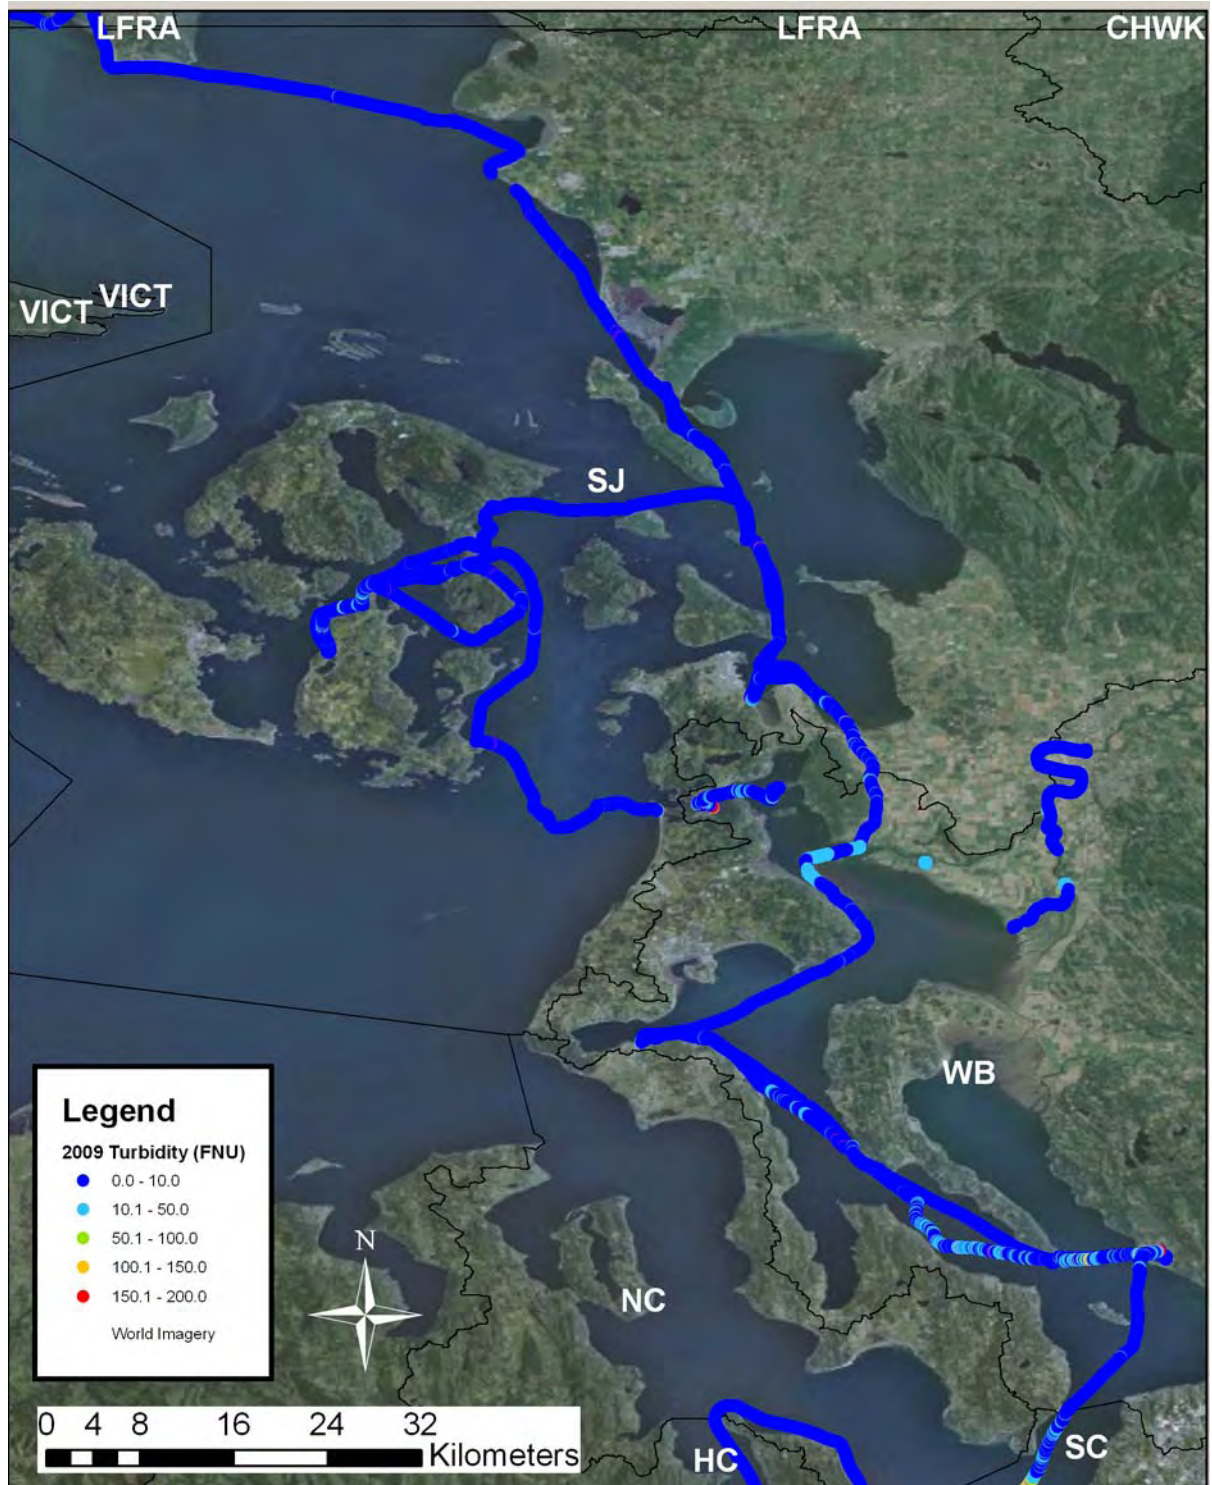 LFRA LFRA CHWK
VICT VICT
SJ
WB
Legend
2009 Turbidity (FNU)
0.0 - 10.0
10.1 - 50.0
50.1 - 100.0
100.1 - 150.0
150.1 - 200.0
World Imagery
N
NC
0 4 8 16 24 32
Kilometers
HC
SC